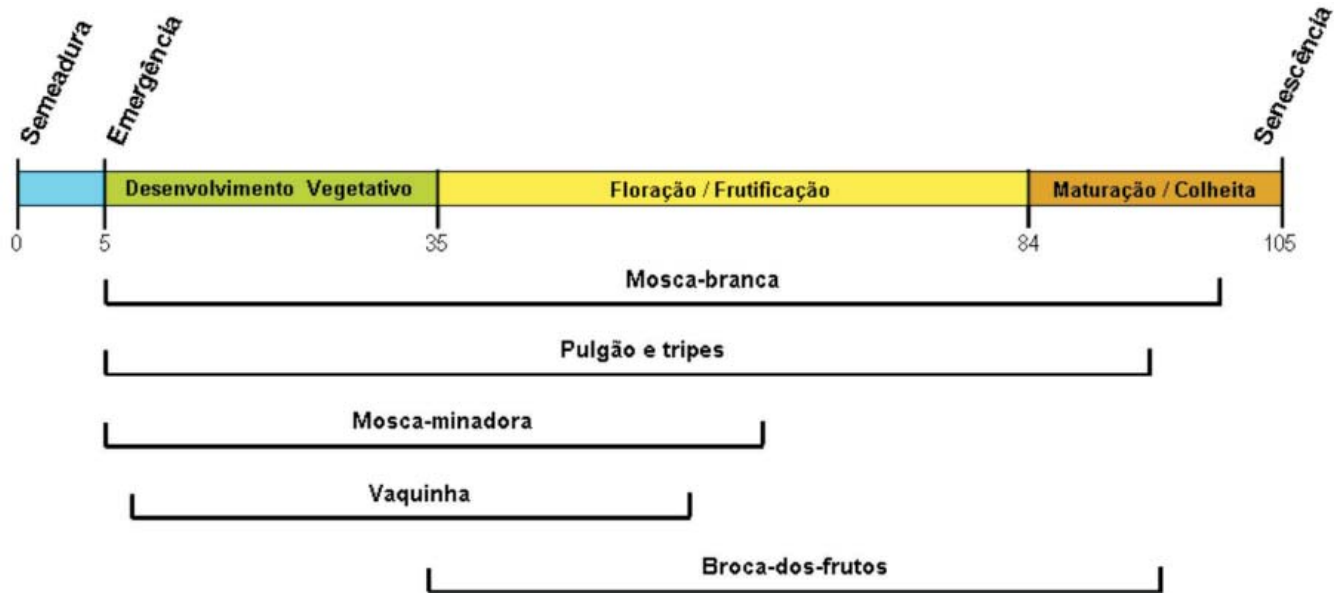 Semeadura
Emergência
Senescência
Desenvolvimento Vegetativo
Floração / Frutificação
Maturação / Colheita
0
5
35
84
105
Mosca-branca
Pulgão e tripes
Mosca-minadora
Vaquinha
Broca-dos-frutos